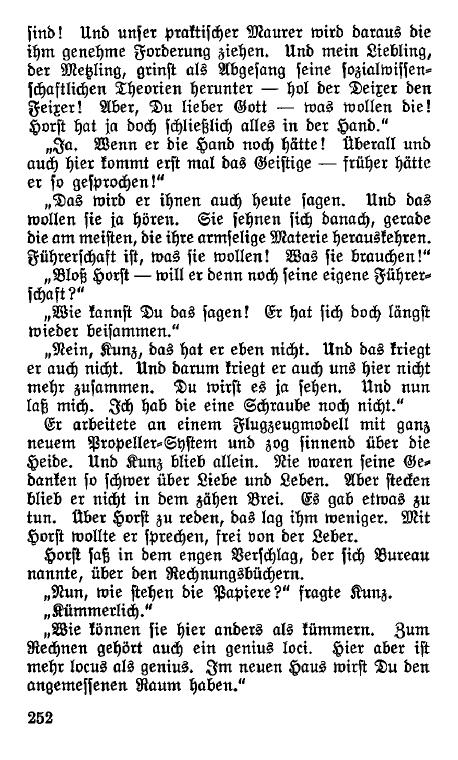 sind! Und unser praktischer Maurer wird daraus die
ihm genehme Forderung ziehen. Und mein Liebling,
der Metzling, grinst als Abgesang seine sozialwissen-
schaftlichen Theorien herunter — hol der Deixer den
Feixer! Aber, Du lieber Gott — was wollen die!
Horst hat ja doch schließlich alles in der Hand.“
„Ja. Wenn er die Hand noch hätte! Überall und
auch hier kommt erst mal das Geistige — früher hätte
er so gesprochen!“
„Das wird er ihnen auch heute sagen. Und das
wollen sie ja hören. Sie sehnen sich danach, gerade
die am meisten, die ihre armselige Materie herauskehren.
Führerschaft ist, was sie wollen! Was sie brauchen!“
„Bloß Horst — will er denn noch seine eigene Führer-
schaft?“
„Wie kannst Du das sagen! Er hat sich doch längst
wieder beisammen.“
„Nein, Kunz, das hat er eben nicht. Und das kriegt
er auch nicht. Und darum kriegt er auch uns hier nicht
mehr zusammen. Du wirst es ja sehen. Und nun
laß mich. Ich hab die eine Schraube noch nicht.“
Er arbeitete an einem Flugzeugmodell mit ganz
neuem Propeller-System und zog sinnend über die
Heide. Und Kunz blieb allein. Nie waren seine Ge-
danken so schwer über Liebe und Leben. Aber stecken
blieb er nicht in dem zähen Brei. Es gab etwas zu
tun. Über Horst zu reden, das lag ihm weniger. Mit
Horst wollte er sprechen, frei von der Leber.
Horst saß in dem engen Verschlag, der sich Bureau
nannte, über den Rechnungsbüchern.
„Nun, wie stehen die Papiere?“ fragte Kunz.
„Kümmerlich.“
„Wie können sie hier anders als kümmern. Zum
Rechnen gehört auch ein genius loci. Hier aber ist
mehr locus als genius. Im neuen Haus wirst Du den
angemessenen Raum haben.“
252